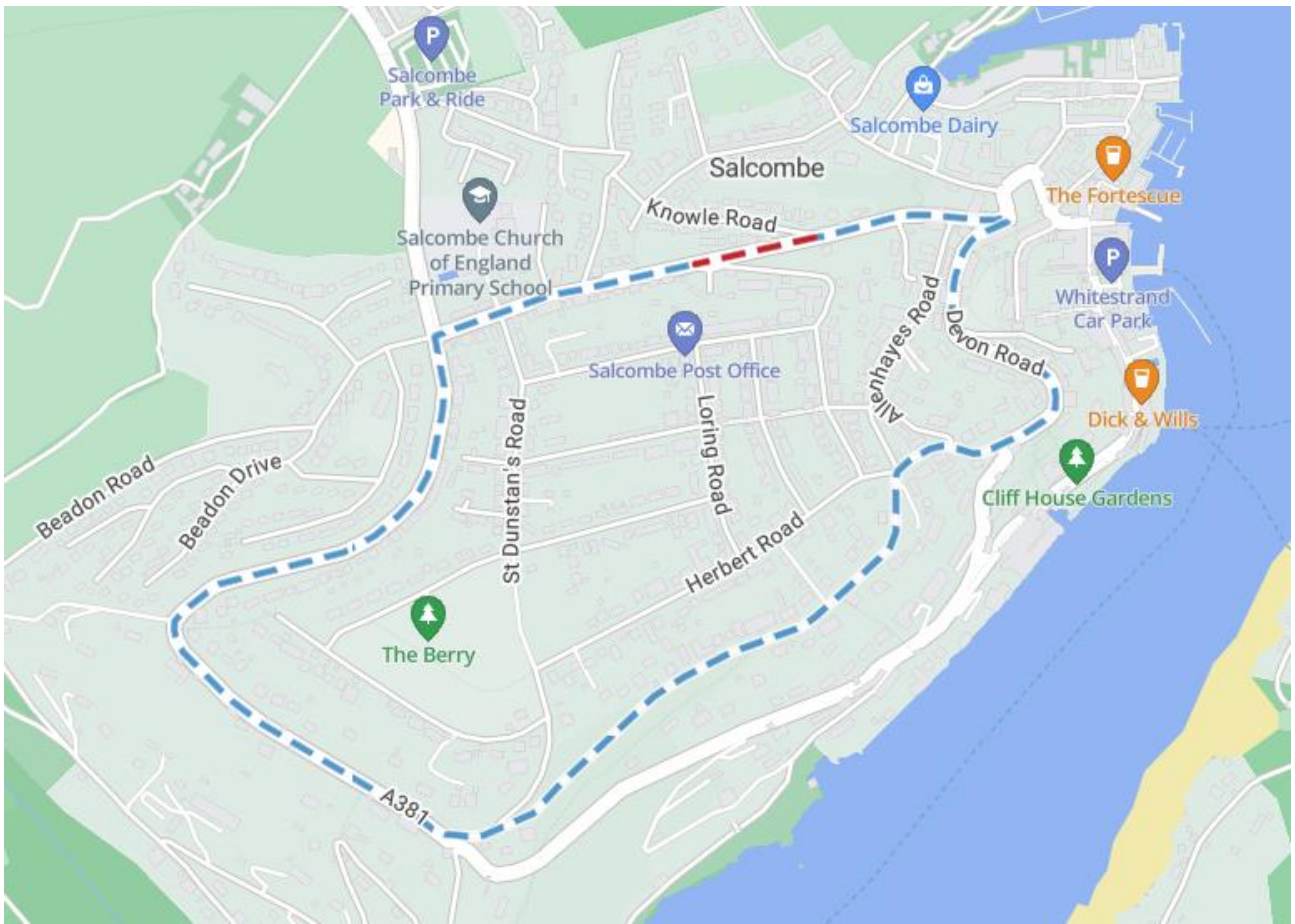 P
Salcombe
Park & Ride
Salcombe Dairy
Salcombe
The Fortescue
Knowle Road
Salcombe Church
of England
Primary School
P
Whitestrand
Car Park
Allenhayes Road
Devon Road
Salcombe Post Office
Dick & Wills
Loring Road
St Dunstan's Road
Beadon Road
Beadon Drive
Cliff House Gardens
Herbert Road
The Berry
A381